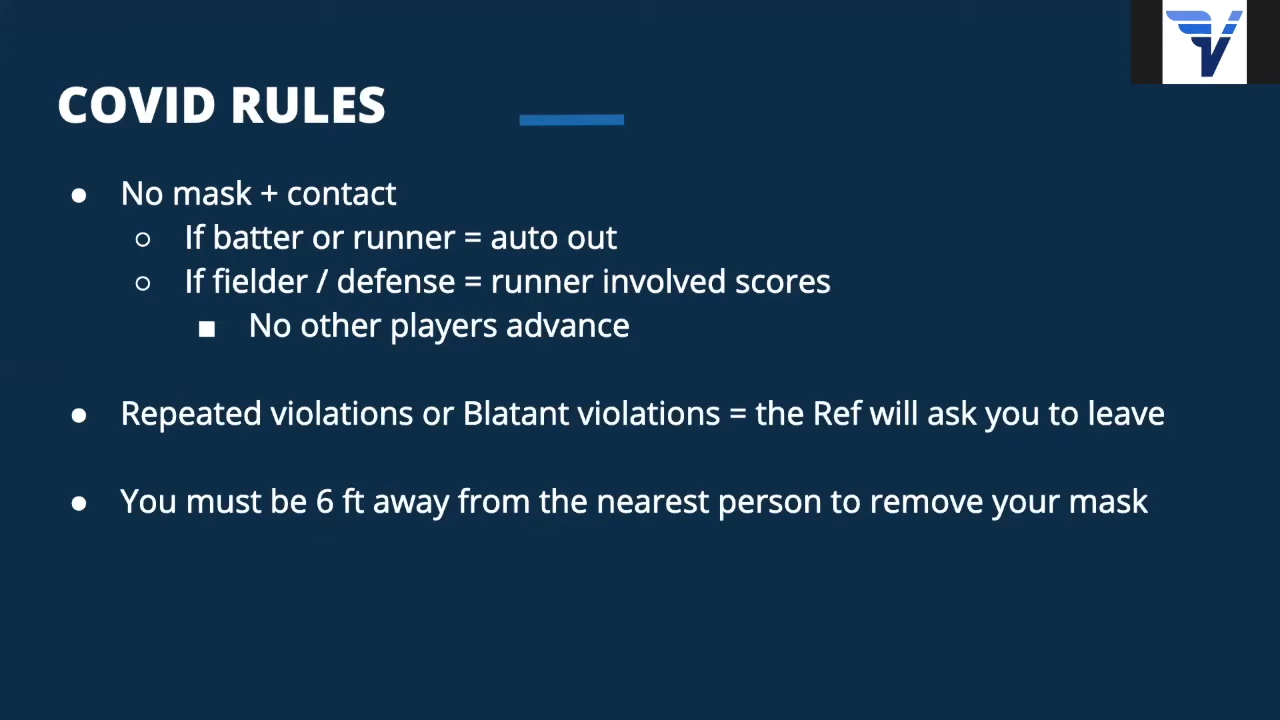 COVID RULES
● No mask + contact
○ If batter or runner = auto out
○ If fielder / defense = runner involved scores
■ No other players advance
● Repeated violations or Blatant violations = the Ref will ask you to leave
● You must be 6 ft away from the nearest person to remove your mask